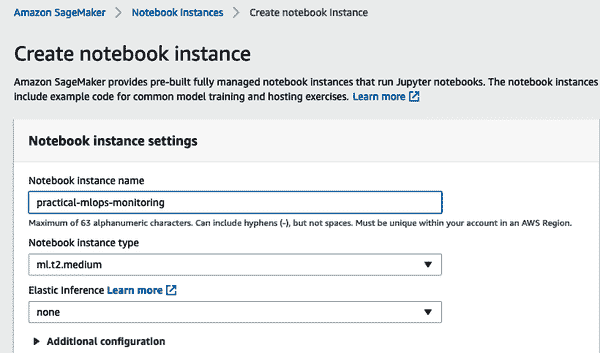 Amazon SageMaker > Notebook instances > Create notebook instance
Create notebook instance
Amazon SageMaker provides pre-built fully managed notebook instances that run Jupyter notebooks. The notebook instances
include example code for common model training and hosting exercises. Learn more
Notebook instance settings
Notebook instance name
practical-mlops-monitoring
Maximum of 63 alphanumeric characters. Can include hyphens (-), but not spaces. Must be unique within your account in an AWS Region.
Notebook instance type
ml.t2.medium
Elastic Inference Learn more
none
Additional configuration